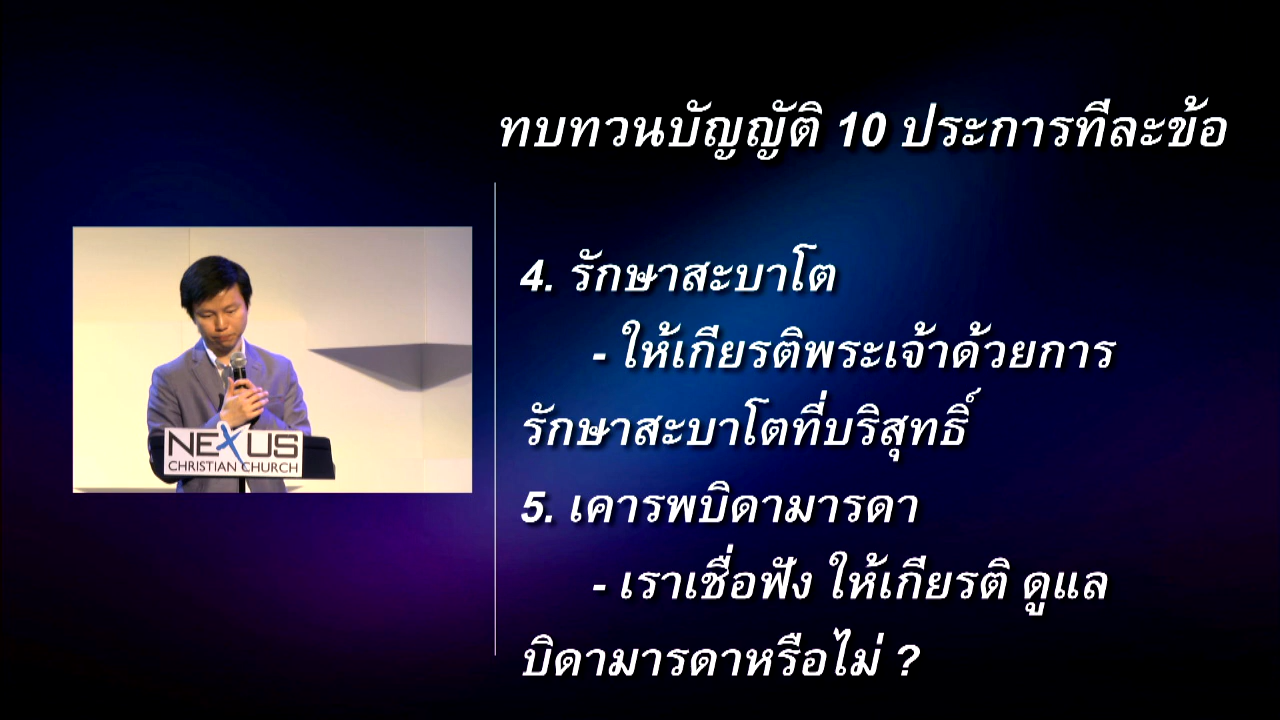 ทบทวนบัญญัติ 10 ประการทีละข้อ
4. รักษาสะบาโต
- ให้เกียรติพระเจ้าด้วยการ
รักษาสะบาโตที่บริสุทธิ์
5. เคารพบิดามารดา
- เราเชื่อฟัง ให้เกียรติ ดูแล
บิดามารดาหรือไม่ ?
NEXUS
CHRISTIAN CHURCH